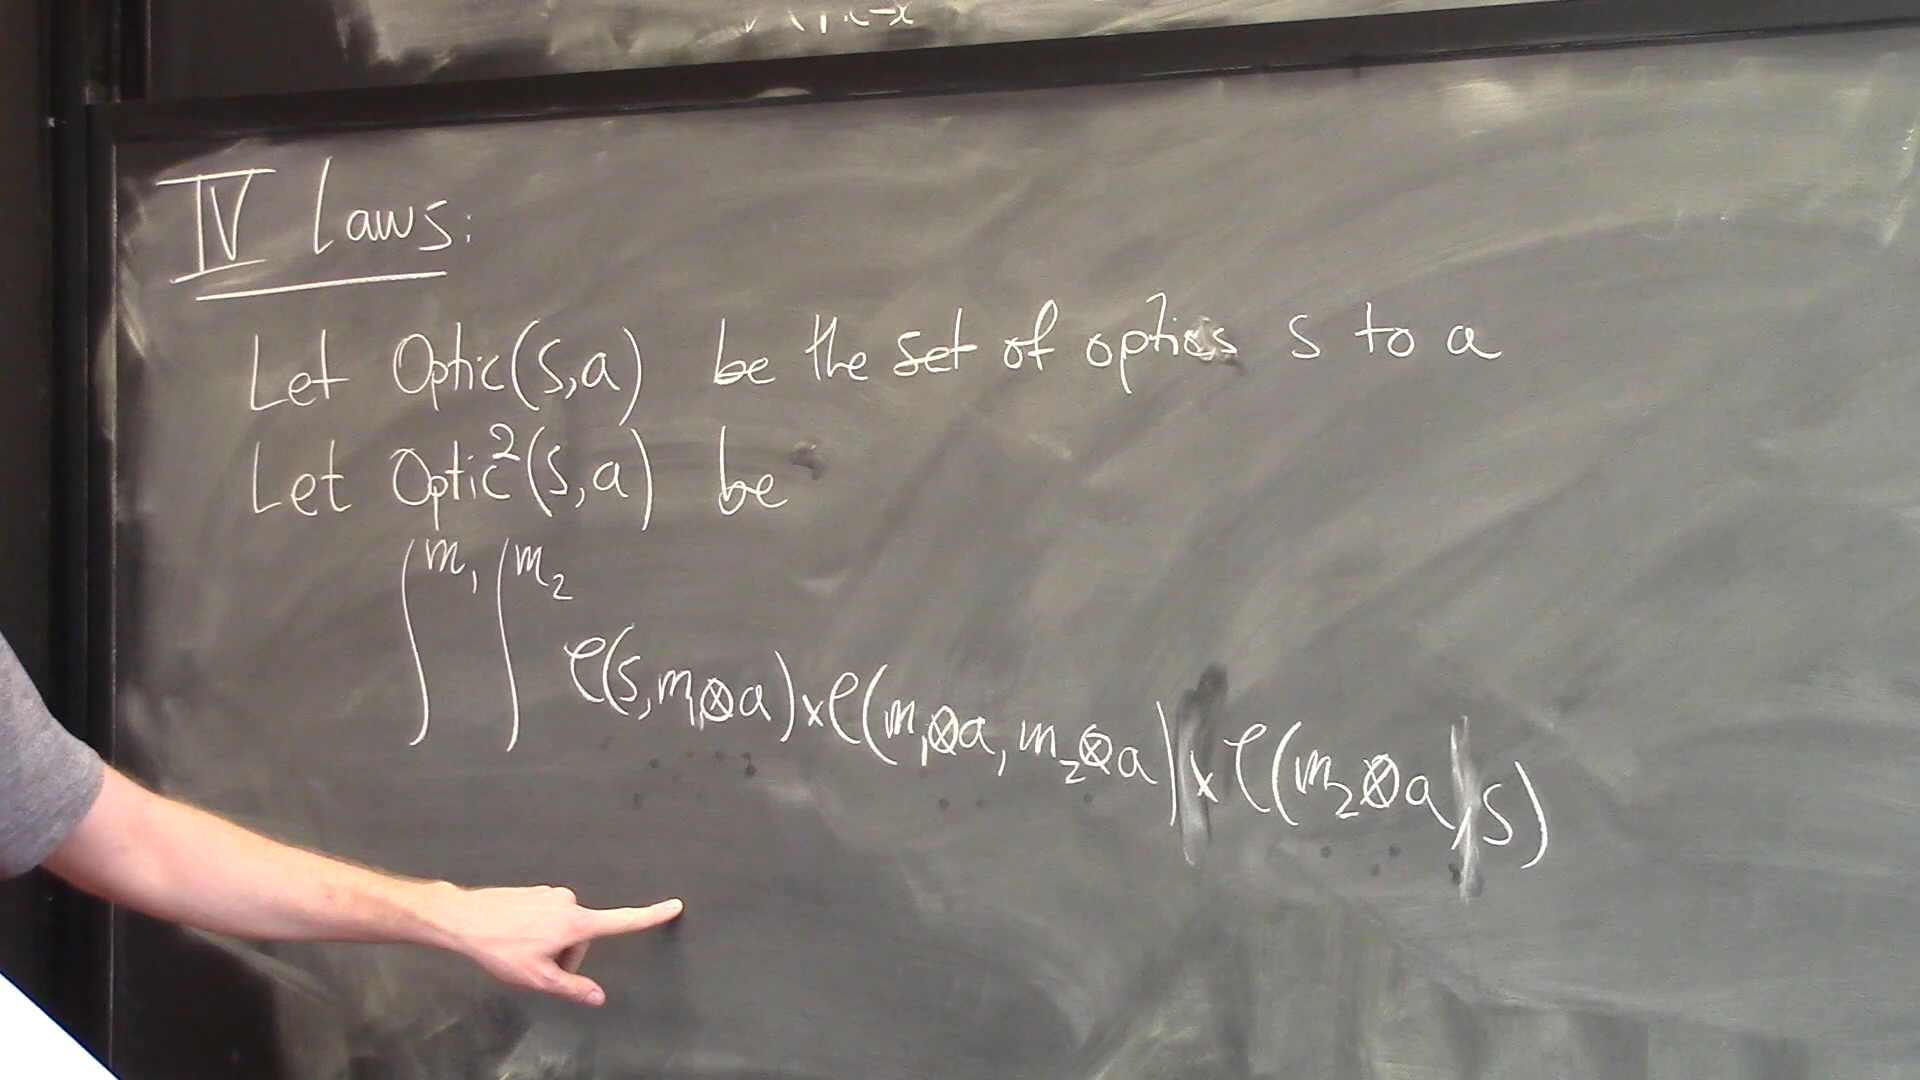 IV Laws:
Let Optic(s,a) be the set of optics s to a
Let Optic²(s,a) be
∫^{m₁} ∫^{m₂} C(s, m₁⊗a) × C(m₁⊗a, m₂⊗a) × C(m₂⊗a, s)